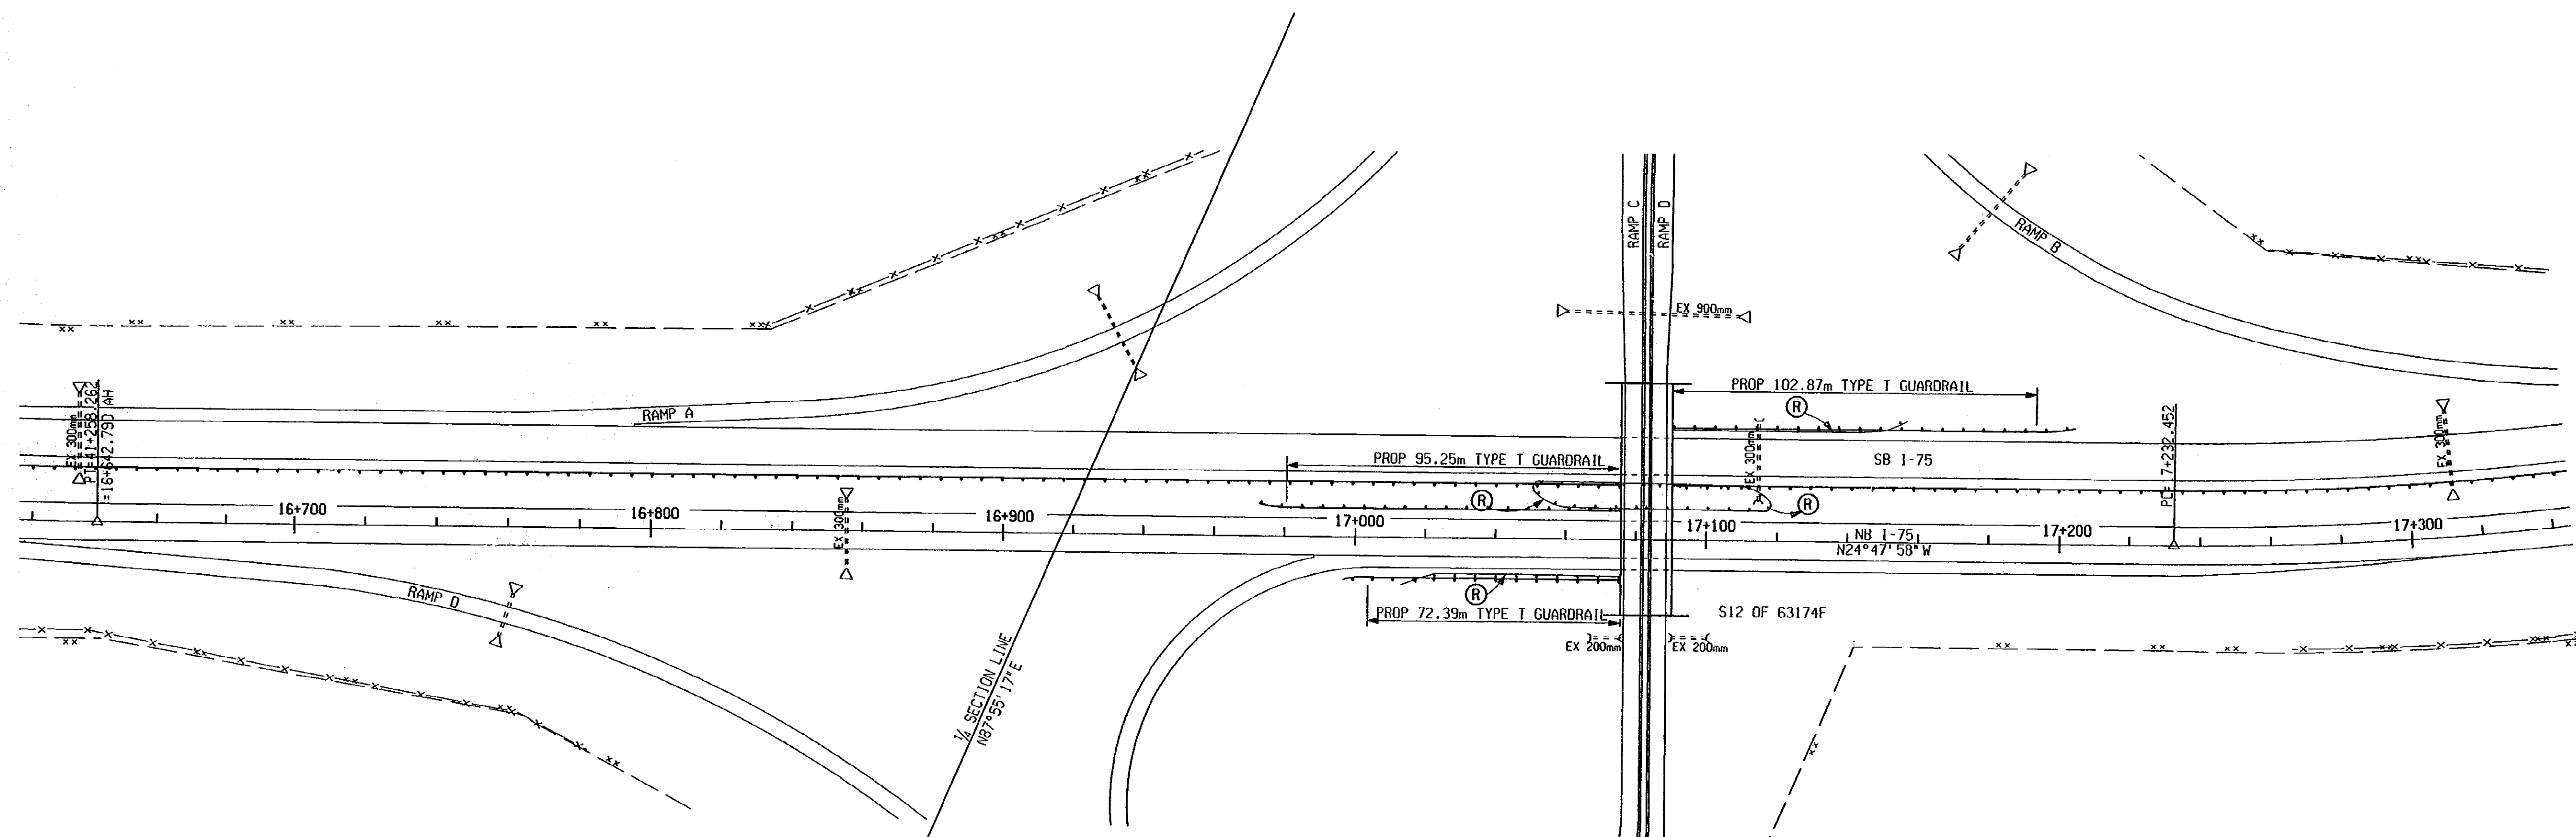 RAMP C
RAMP D
RAMP B
EX 900mm
EX 300mm
PT= 41+258.262
=16+642.790 AH
RAMP A
PROP 102.87m TYPE T GUARDRAIL
R
PROP 95.25m TYPE T GUARDRAIL
EX 300mm
SB I-75
PC= 7+232.452
EX 300mm
R
R
16+700
16+800
EX 300mm
16+900
17+000
17+100
NB I-75
N24°47'58"W
17+200
17+300
RAMP D
R
PROP 72.39m TYPE T GUARDRAIL
S12 OF 63174F
EX 200mm
EX 200mm
1/4 SECTION LINE
N87°55'17"E